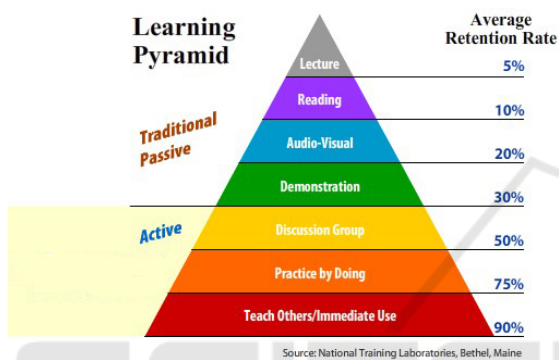 Learning
Pyramid
Average
Retention Rate
Lecture
5%
Reading
10%
Traditional
Passive
Audio-Visual
20%
Demonstration
30%
Active
Discussion Group
50%
Practice by Doing
75%
Teach Others/Immediate Use
90%
Source: National Training Laboratories, Bethel, Maine